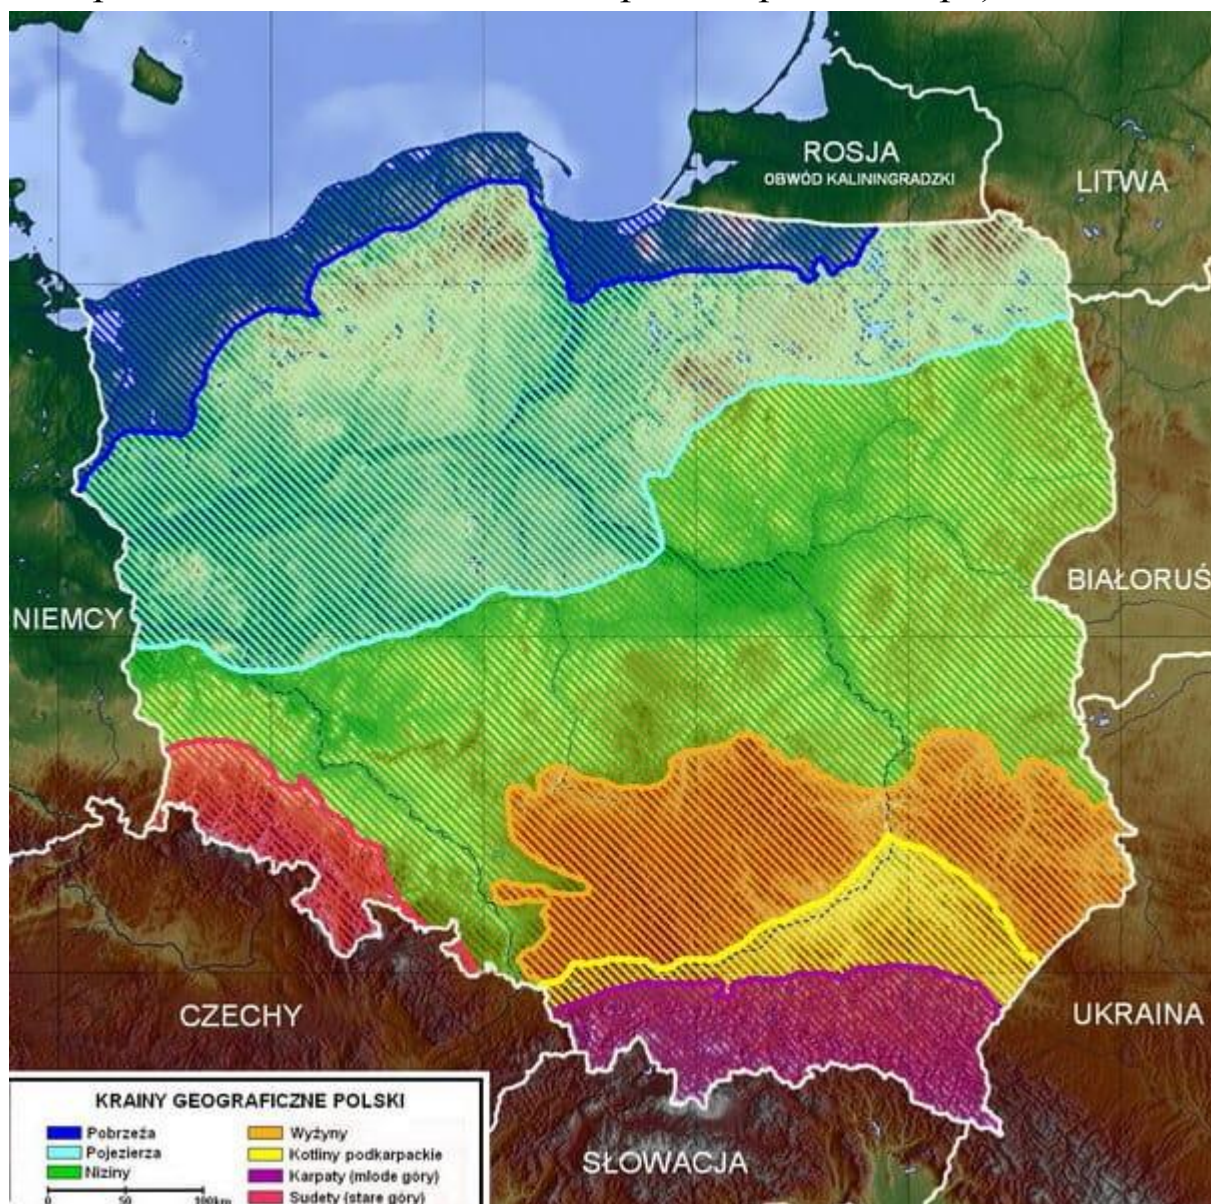 ROSJA
OBWÓD KALININGRADZKI
LITWA
BIAŁORUŚ
NIEMCY
CZECHY
UKRAINA
SŁOWACJA
KRAINY GEOGRAFICZNE POLSKI
Pobrzeża
Pojezierza
Niziny
0 50 100km
Wyżyny
Kotliny podkarpackie
Karpaty (młode góry)
Sudety (stare góry)